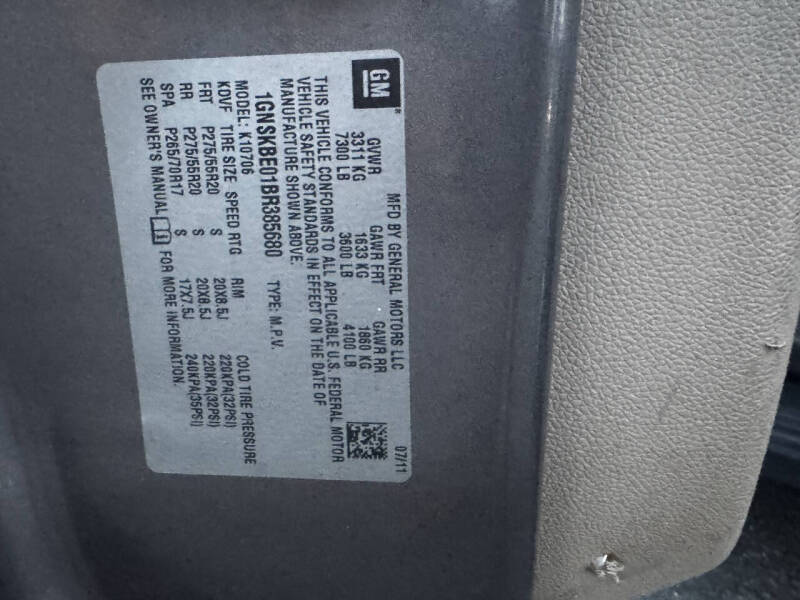 GM
MFD BY GENERAL MOTORS LLC 07/11
GVWR GAWR FRT GAWR RR
3311 KG 1633 KG 1860 KG
7300 LB 3600 LB 4100 LB
THIS VEHICLE CONFORMS TO ALL APPLICABLE U.S. FEDERAL MOTOR
VEHICLE SAFETY STANDARDS IN EFFECT ON THE DATE OF
MANUFACTURE SHOWN ABOVE.
1GNSKBE01BR385680 TYPE: M.P.V.
MODEL: K10706
KDVF TIRE SIZE SPEED RTG RIM COLD TIRE PRESSURE
FRT P275/55R20 S 20X8.5J 220KPA(32PSI)
RR P275/55R20 S 20X8.5J 220KPA(32PSI)
SPA P265/70R17 17X7.5J 240KPA(35PSI)
SEE OWNER'S MANUAL FOR MORE INFORMATION.